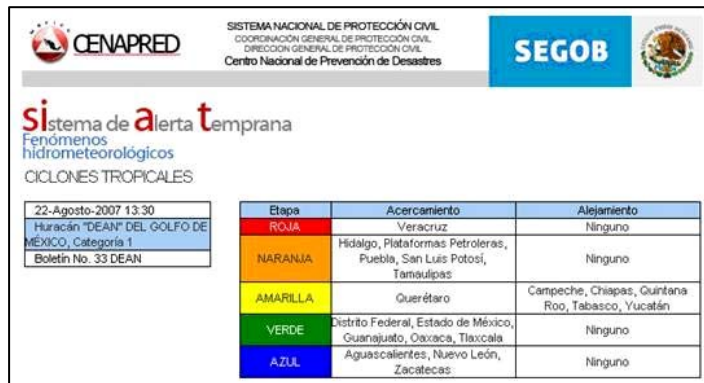 CENAPRED
SISTEMA NACIONAL DE PROTECCIÓN CIVIL
COORDINACIÓN GENERAL DE PROTECCIÓN CIVIL
DIRECCION GENERAL DE PROTECCIÓN CIVIL
Centro Nacional de Prevención de Desastres
SEGOB
sistema de alerta temprana
Fenómenos
hidrometeorológicos
CICLONES TROPICALES
22-Agosto-2007 13:30
Huracán "DEAN" DEL GOLFO DE
MÉXICO, Categoría 1
Boletín No. 33 DEAN
Etapa Acercamiento Alejamiento
ROJA Veracruz Ninguno
NARANJA Hidalgo, Plataformas Petroleras,
Puebla, San Luis Potosí,
Tamaulipas
Ninguno
AMARILLA Querétaro Campeche, Chiapas, Quintana
Roo, Tabasco, Yucatán
VERDE Distrito Federal, Estado de México,
Guanajuato, Oaxaca, Tlaxcala
Ninguno
AZUL Aguascalientes, Nuevo León,
Zacatecas
Ninguno